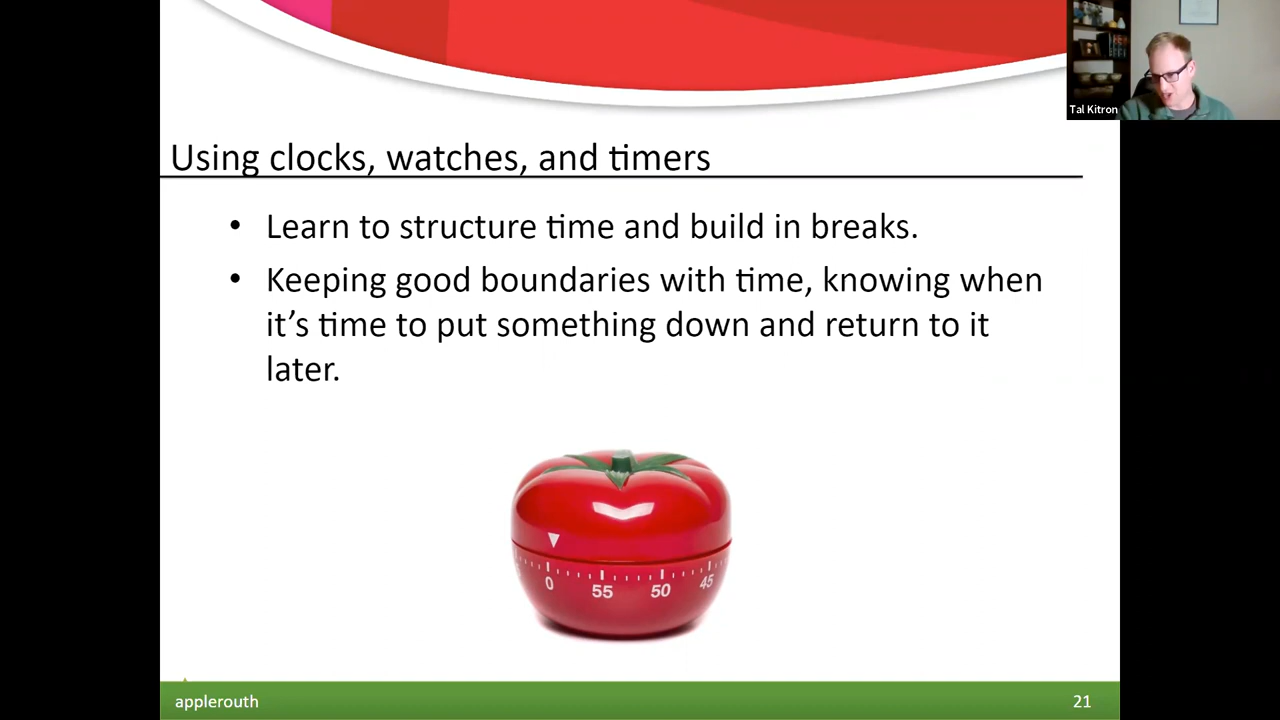 Tal Kitron
Using clocks, watches, and timers
• Learn to structure time and build in breaks.
• Keeping good boundaries with time, knowing when
it’s time to put something down and return to it
later.
0 55 50 45
applerouth
21